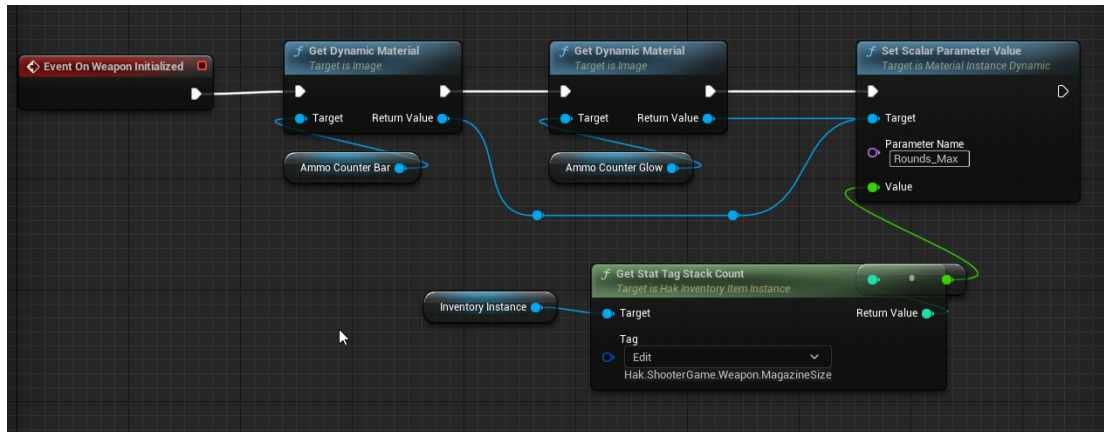 Event On Weapon Initialized
f Get Dynamic Material
Target is Image
Target
Return Value
Ammo Counter Bar
f Get Dynamic Material
Target is Image
Target
Return Value
Ammo Counter Glow
f Set Scalar Parameter Value
Target is Material Instance Dynamic
Target
Parameter Name
Rounds_Max
Value
Inventory Instance
f Get Stat Tag Stack Count
Target is Hak Inventory Item Instance
Target
Return Value
Tag
Edit
Hak.ShooterGame.Weapon.MagazineSize